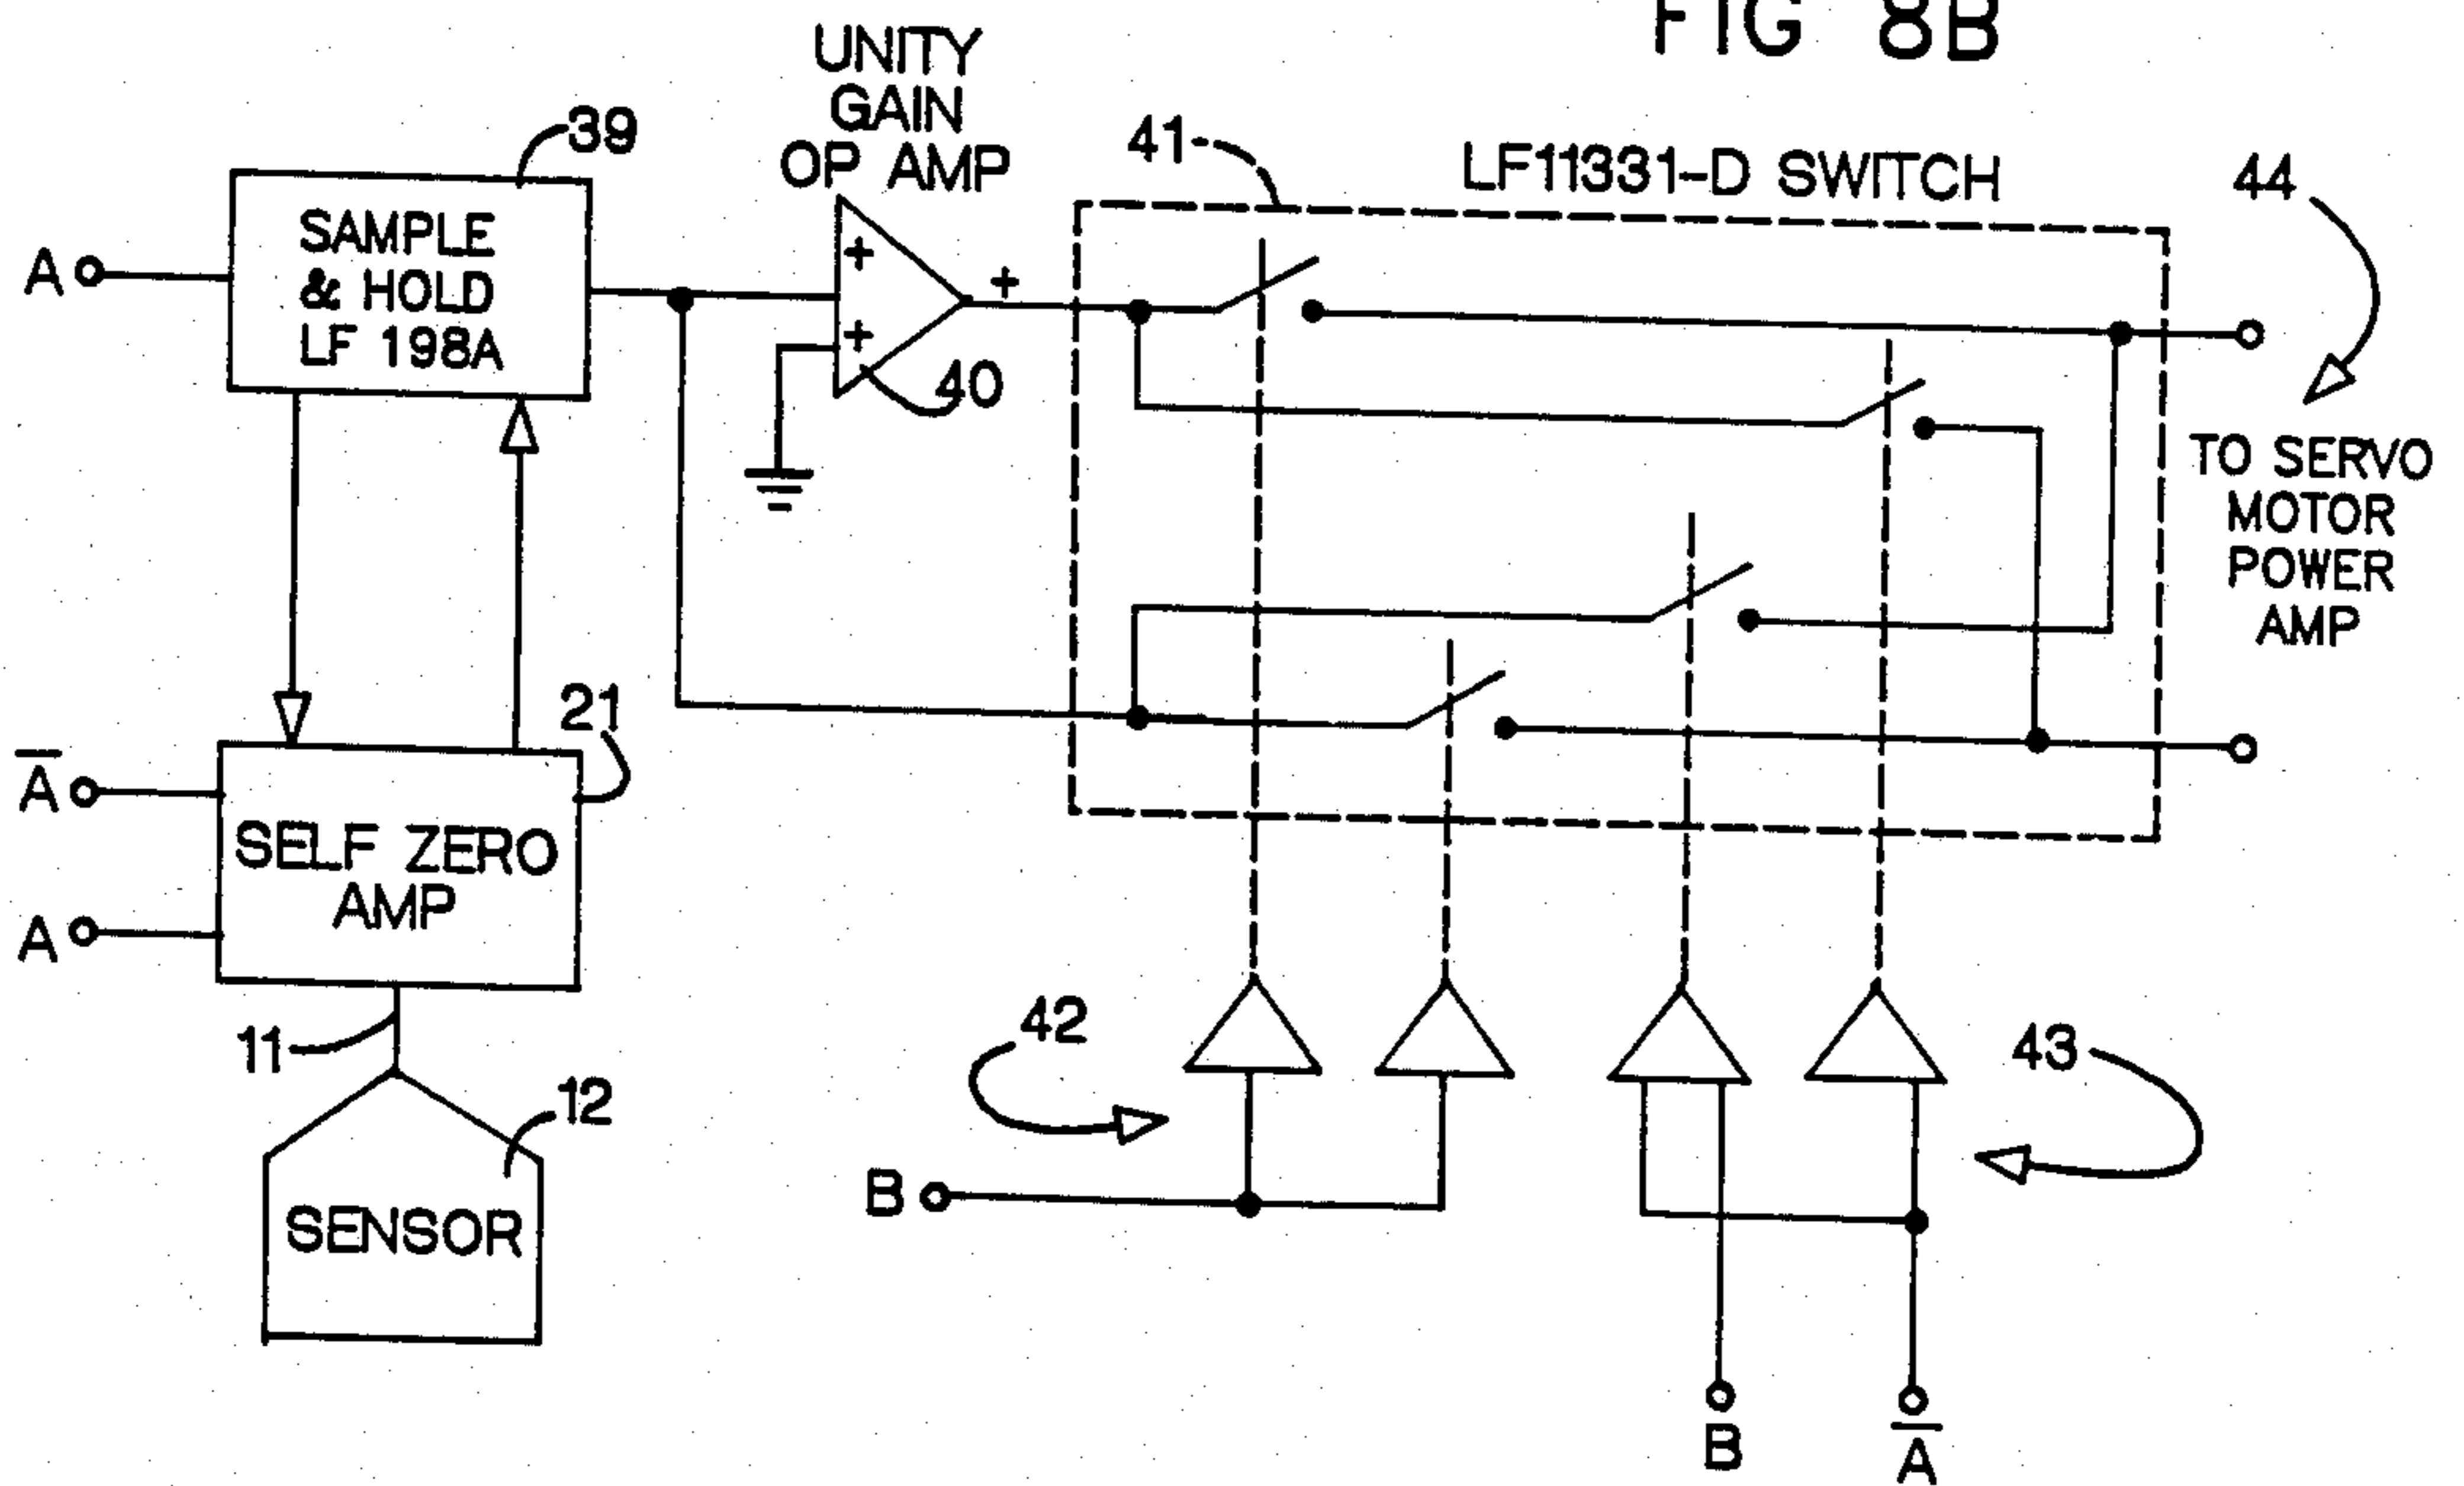 FIG 8B
UNITY
GAIN
OP AMP
39
41
LF11331-D SWITCH
44
A
SAMPLE
& HOLD
LF 198A
+
+
+
40
TO SERVO
MOTOR
POWER
AMP
21
A̅
SELF ZERO
AMP
A
11
12
SENSOR
42
43
B
B
A̅